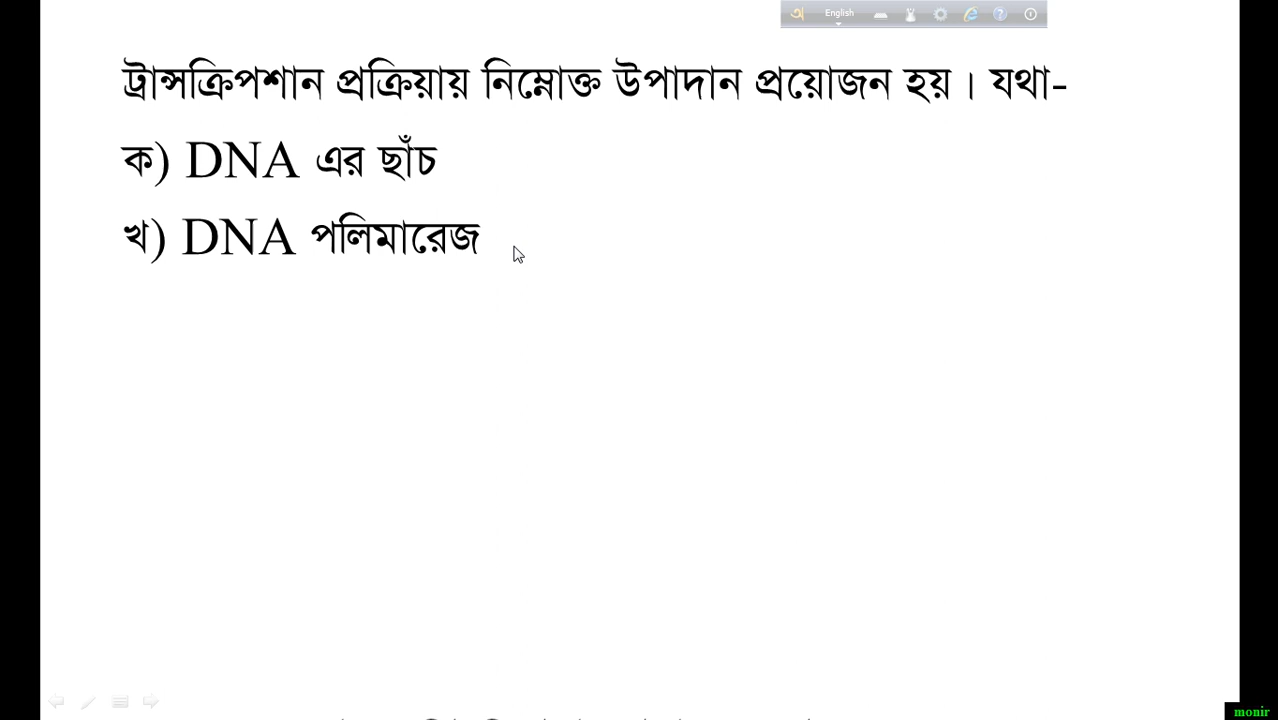 অ English
ট্রান্সক্রিপশান প্রক্রিয়ায় নিম্নোক্ত উপাদান প্রয়োজন হয়। যথা-
ক) DNA এর ছাঁচ
খ) DNA পলিমারেজ
monir